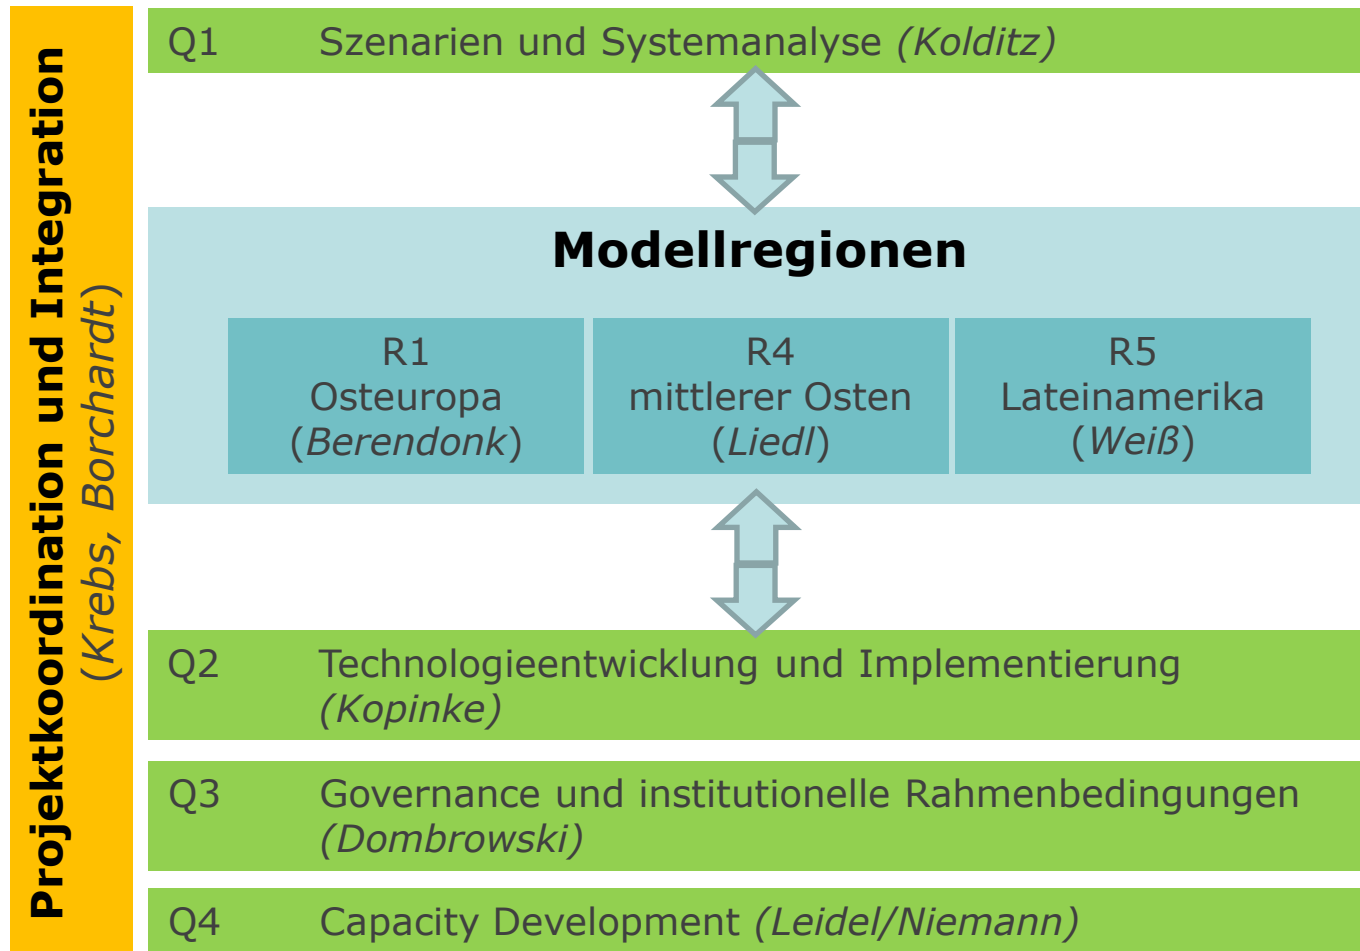 Projektkoordination und Integration
(Krebs, Borchardt)
Q1 Szenarien und Systemanalyse (Kolditz)
Modellregionen
R1
Osteuropa
(Berendonk)
R4
mittlerer Osten
(Liedl)
R5
Lateinamerika
(Weiß)
Q2 Technologieentwicklung und Implementierung
(Kopinke)
Q3 Governance und institutionelle Rahmenbedingungen
(Dombrowski)
Q4 Capacity Development (Leidel/Niemann)